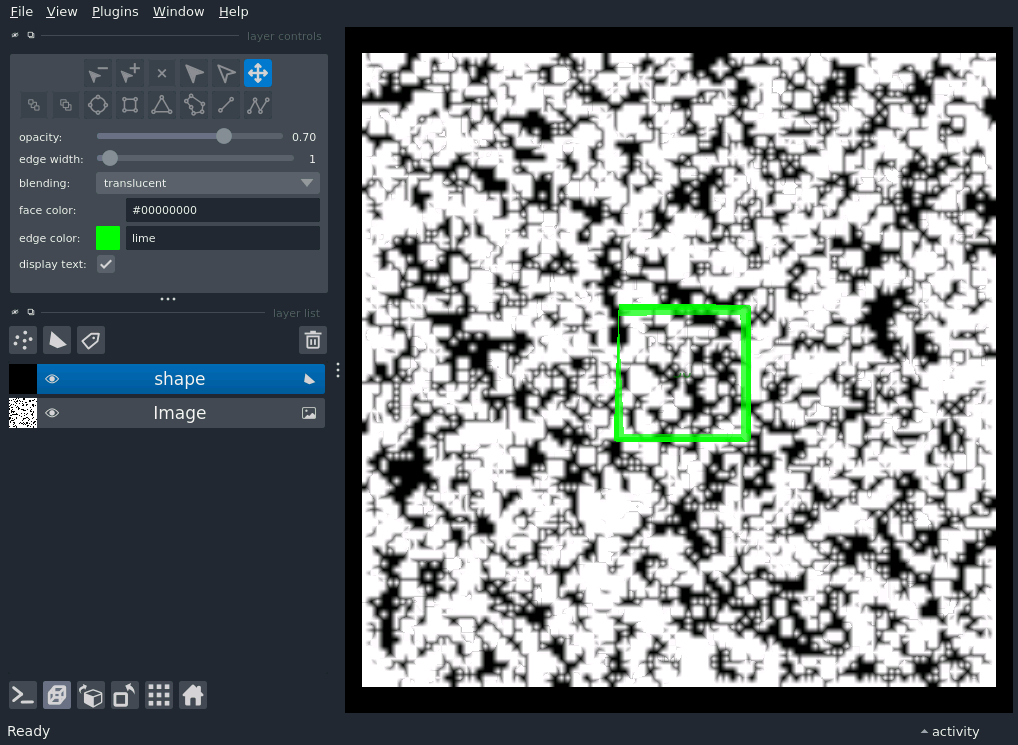 File View Plugins Window Help
layer controls
opacity: 0.70
edge width: 1
blending: translucent
face color: #00000000
edge color: lime
display text:
layer list
shape
Image
Ready
activity